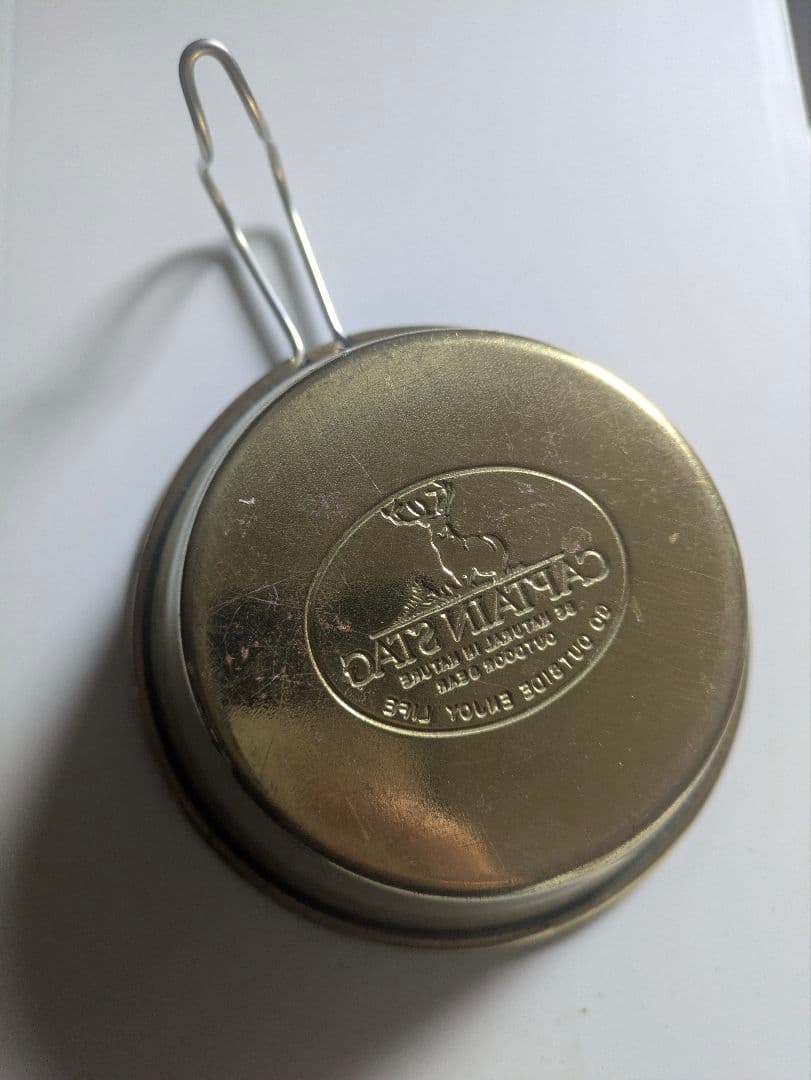 CAPTAIN STAG
BE NATURAL IN NATURE
OUTDOOR GEAR
GO OUTSIDE ENJOY LIFE